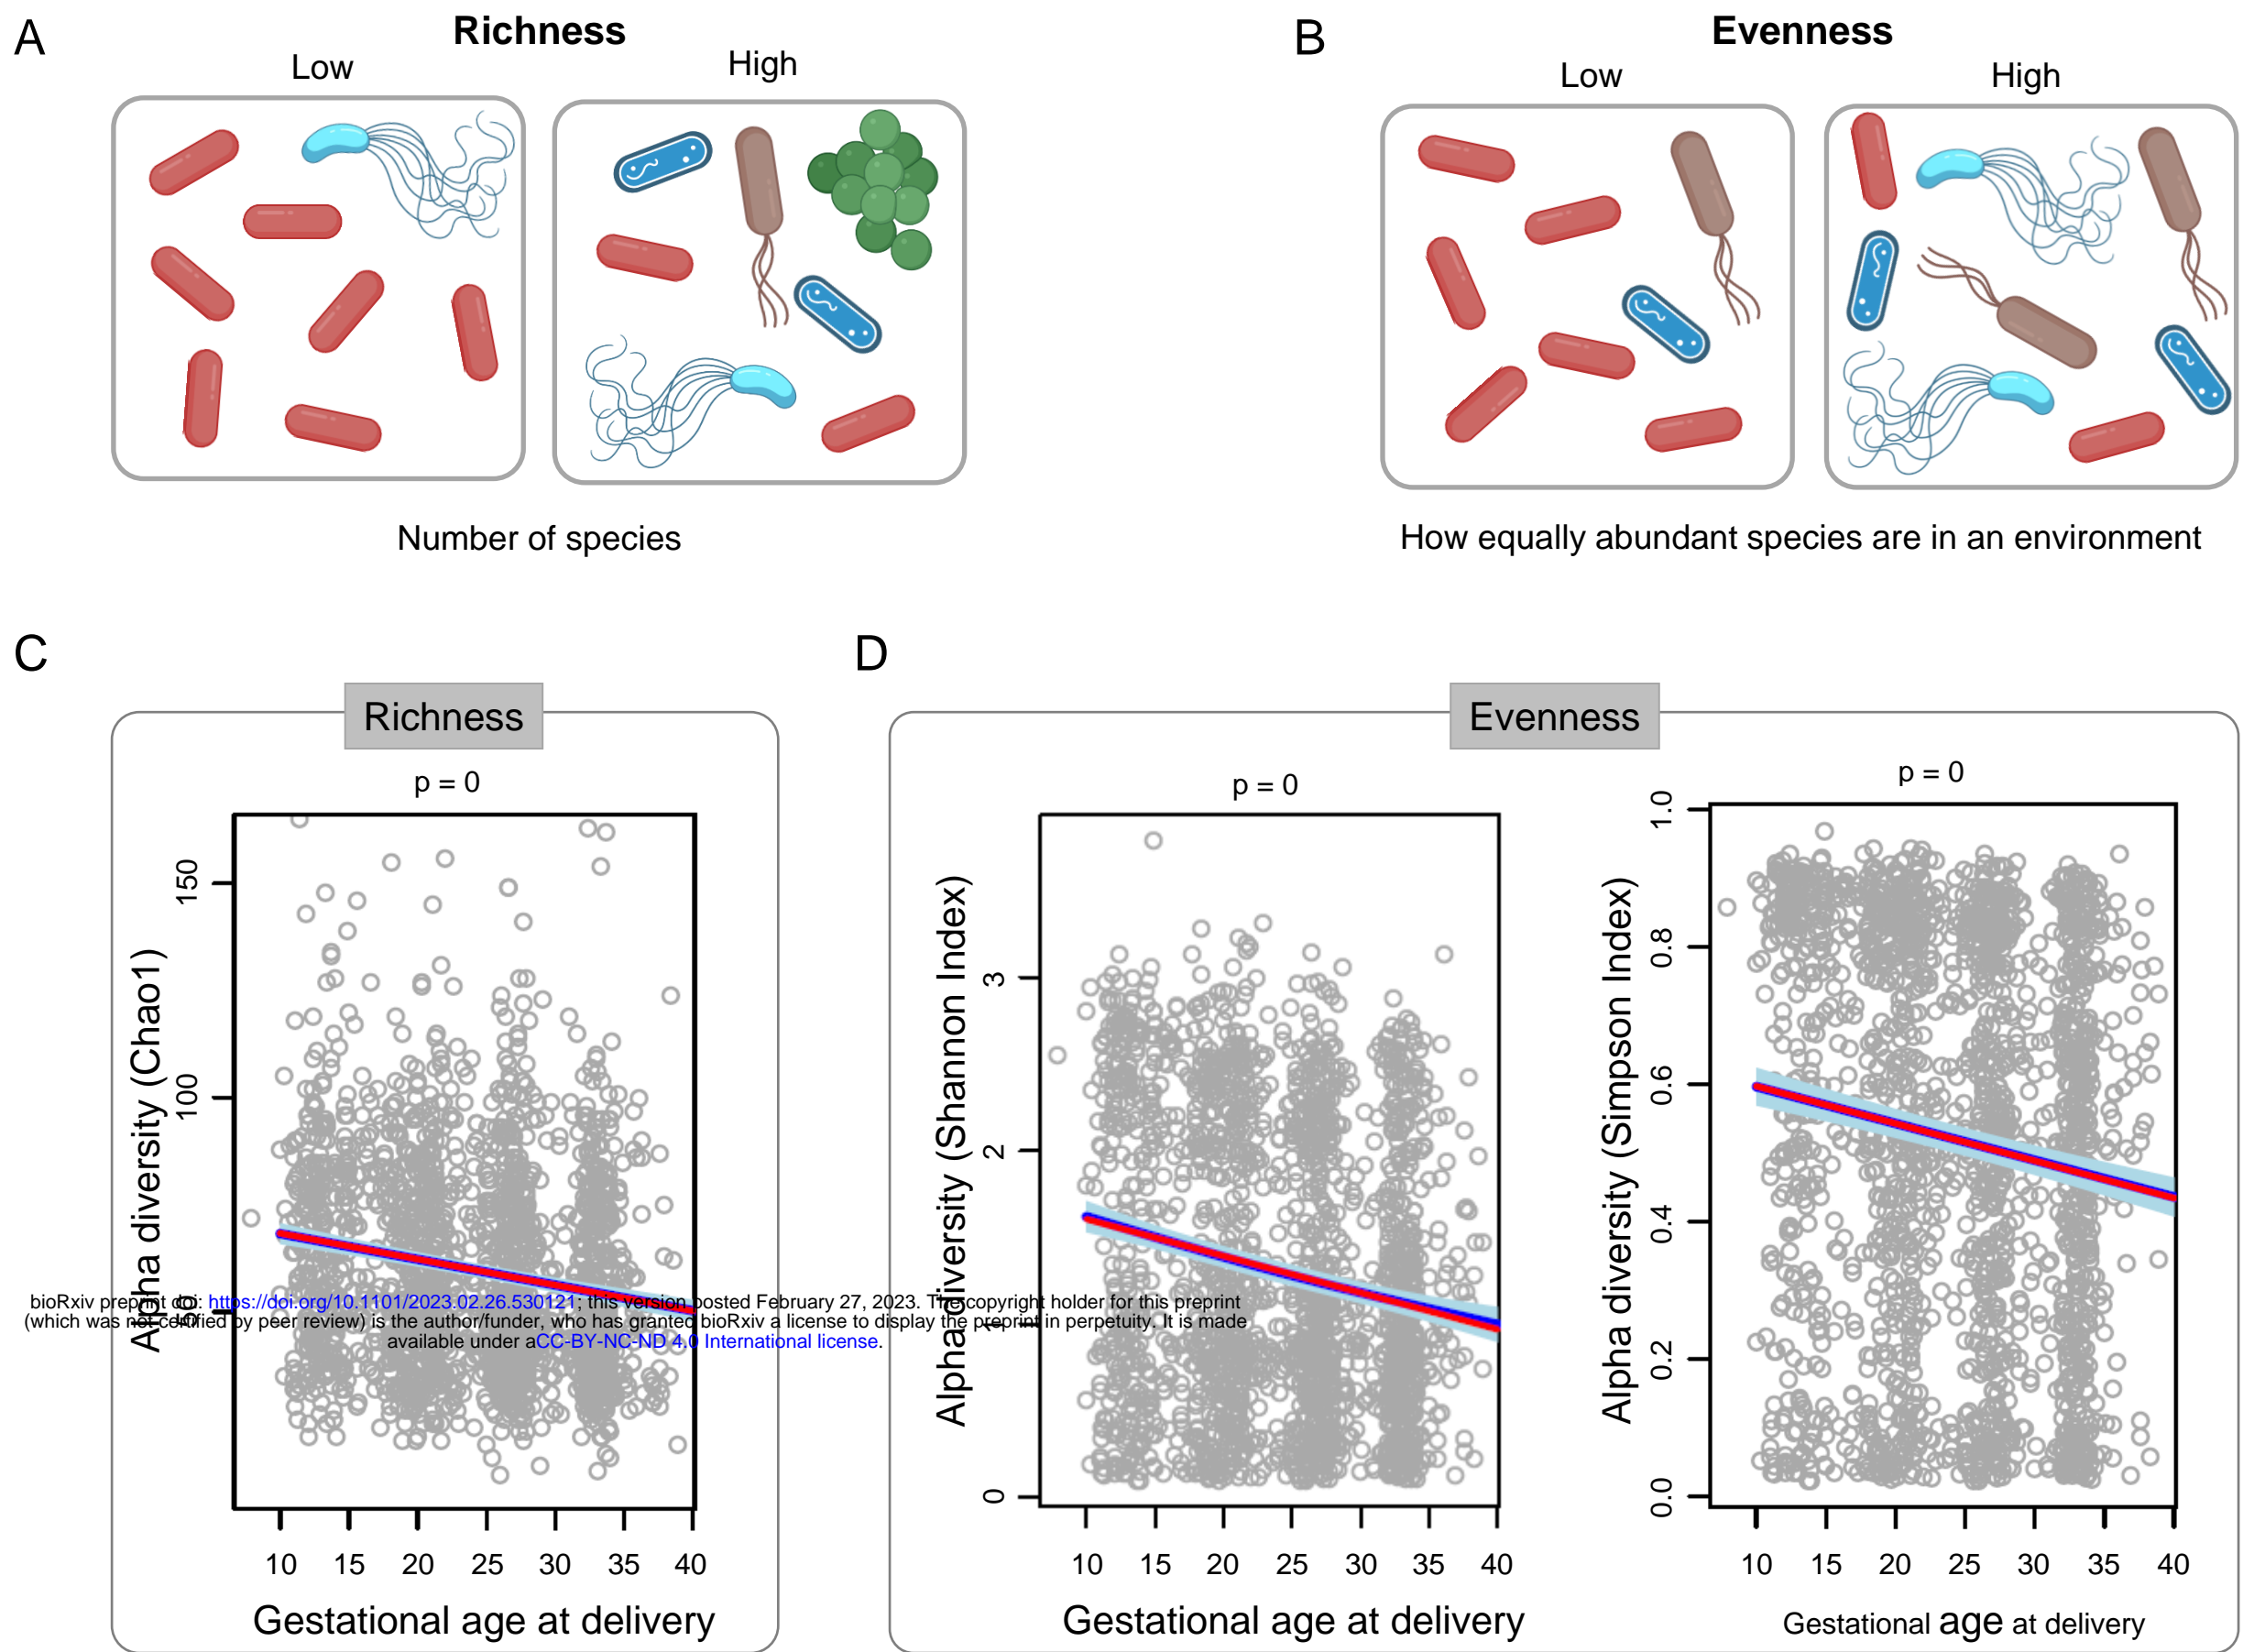 A
Richness
Low
High
Number of species
B
Evenness
Low
High
How equally abundant species are in an environment
C
Richness
p = 0
Alpha diversity (Chao1)
150
100
50
10 15 20 25 30 35 40
Gestational age at delivery
D
Evenness
p = 0
Alpha diversity (Shannon Index)
3
2
1
0
10 15 20 25 30 35 40
Gestational age at delivery
p = 0
Alpha diversity (Simpson Index)
1.0
0.8
0.6
0.4
0.2
0.0
10 15 20 25 30 35 40
Gestational age at delivery
bioRxiv preprint doi: https://doi.org/10.1101/2023.02.26.530121; this version posted February 27, 2023. The copyright holder for this preprint
(which was not certified by peer review) is the author/funder, who has granted bioRxiv a license to display the preprint in perpetuity. It is made
available under aCC-BY-NC-ND 4.0 International license.